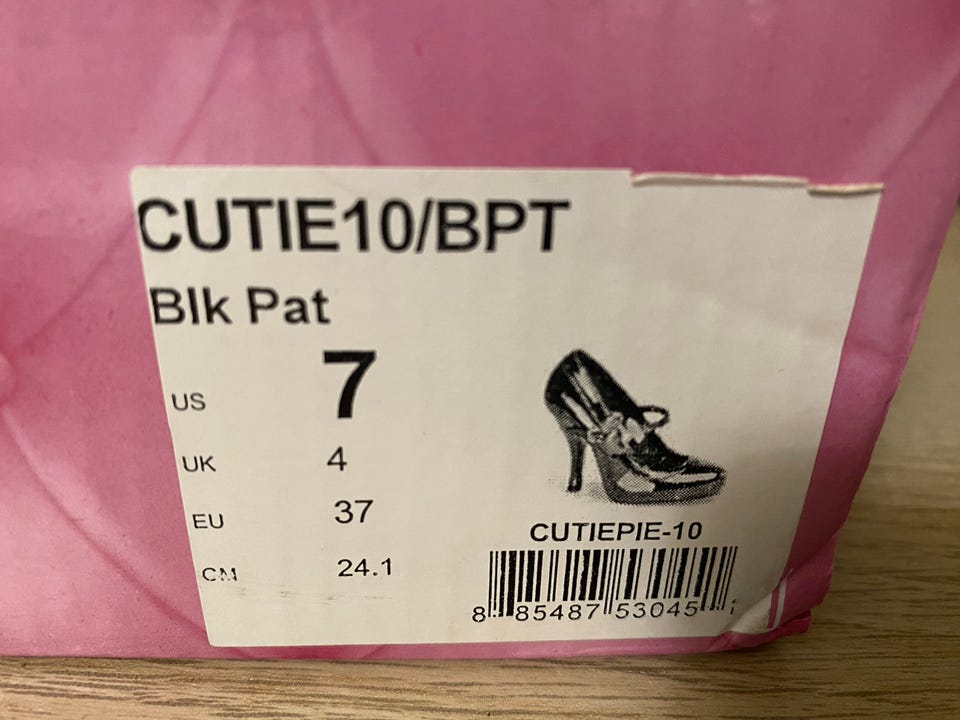 CUTIE10/BPT
Blk Pat
US 7
UK 4
EU 37
CM 24.1
CUTIEPIE-10
8 85487 53045